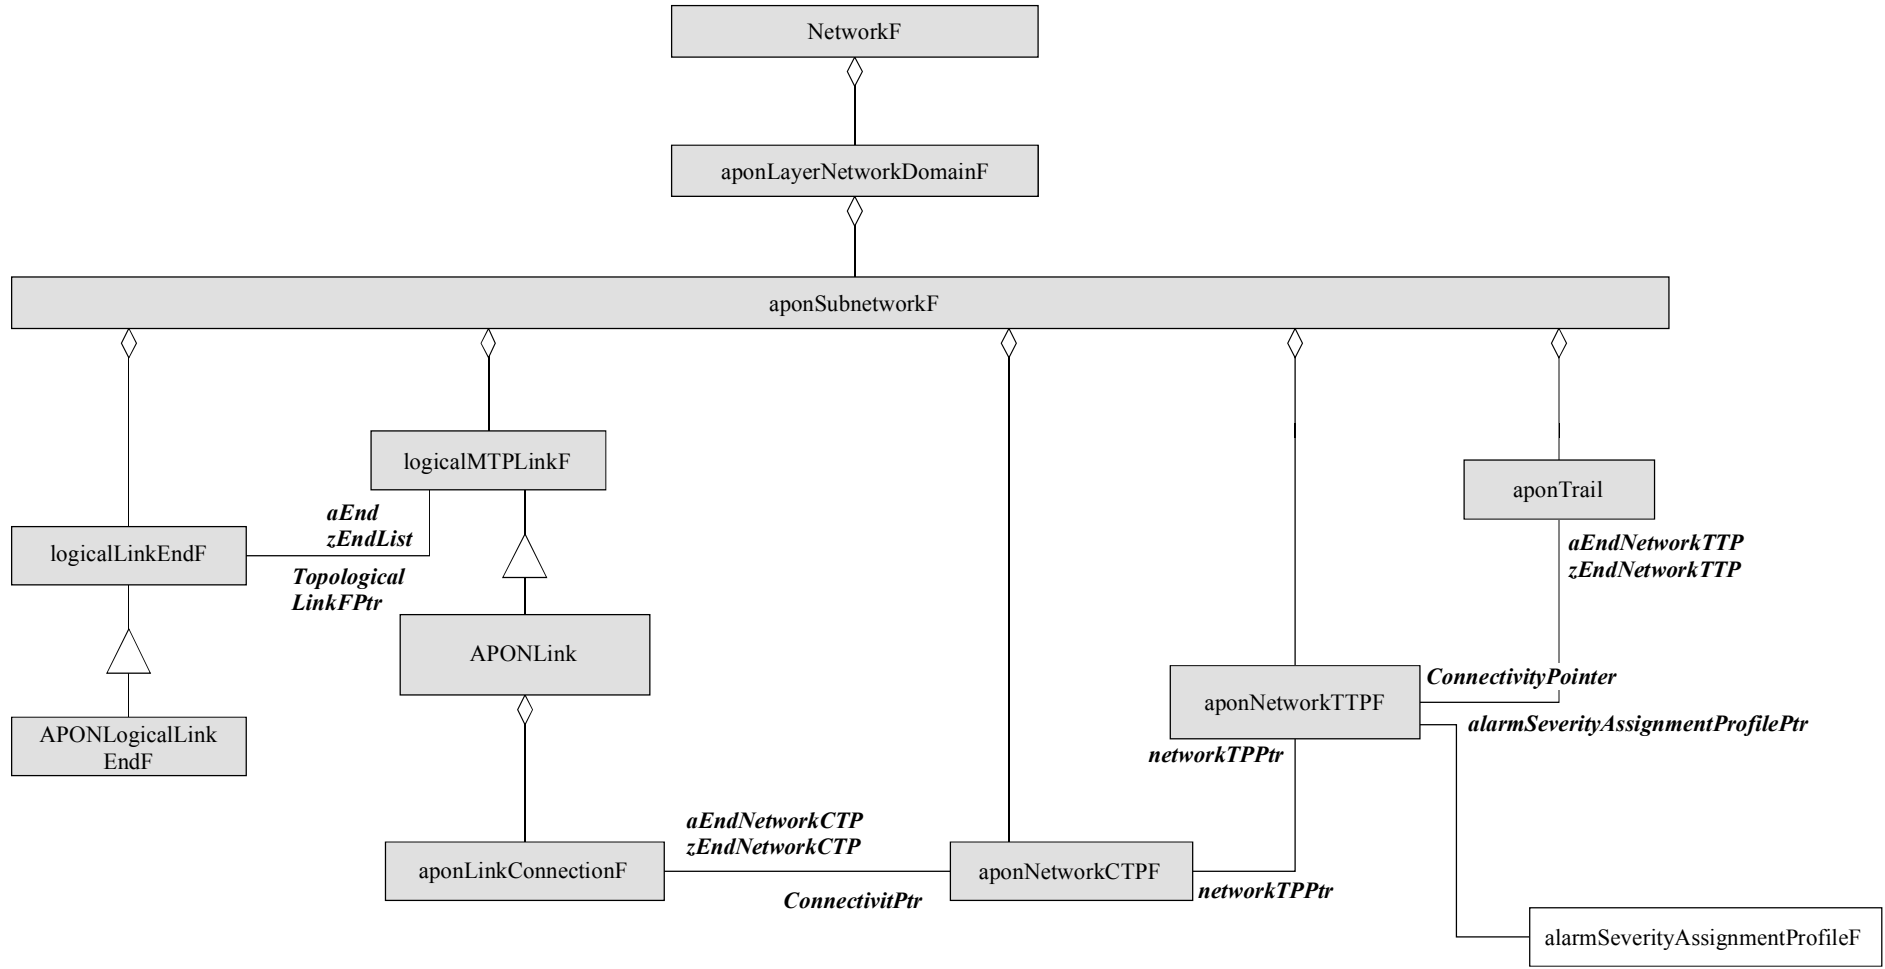 NetworkF
aponLayerNetworkDomainF
aponSubnetworkF
logicalMTPLinkF
aponTrail
aEnd
zEndList
logicalLinkEndF
aEndNetworkTTP
zEndNetworkTTP
Topological
LinkFPtr
APONLink
ConnectivityPointer
aponNetworkTTPF
alarmSeverityAssignmentProfilePtr
APONLogicalLink
EndF
networkTPPtr
aEndNetworkCTP
zEndNetworkCTP
aponLinkConnectionF
aponNetworkCTPF
ConnectivitPtr
networkTPPtr
alarmSeverityAssignmentProfileF